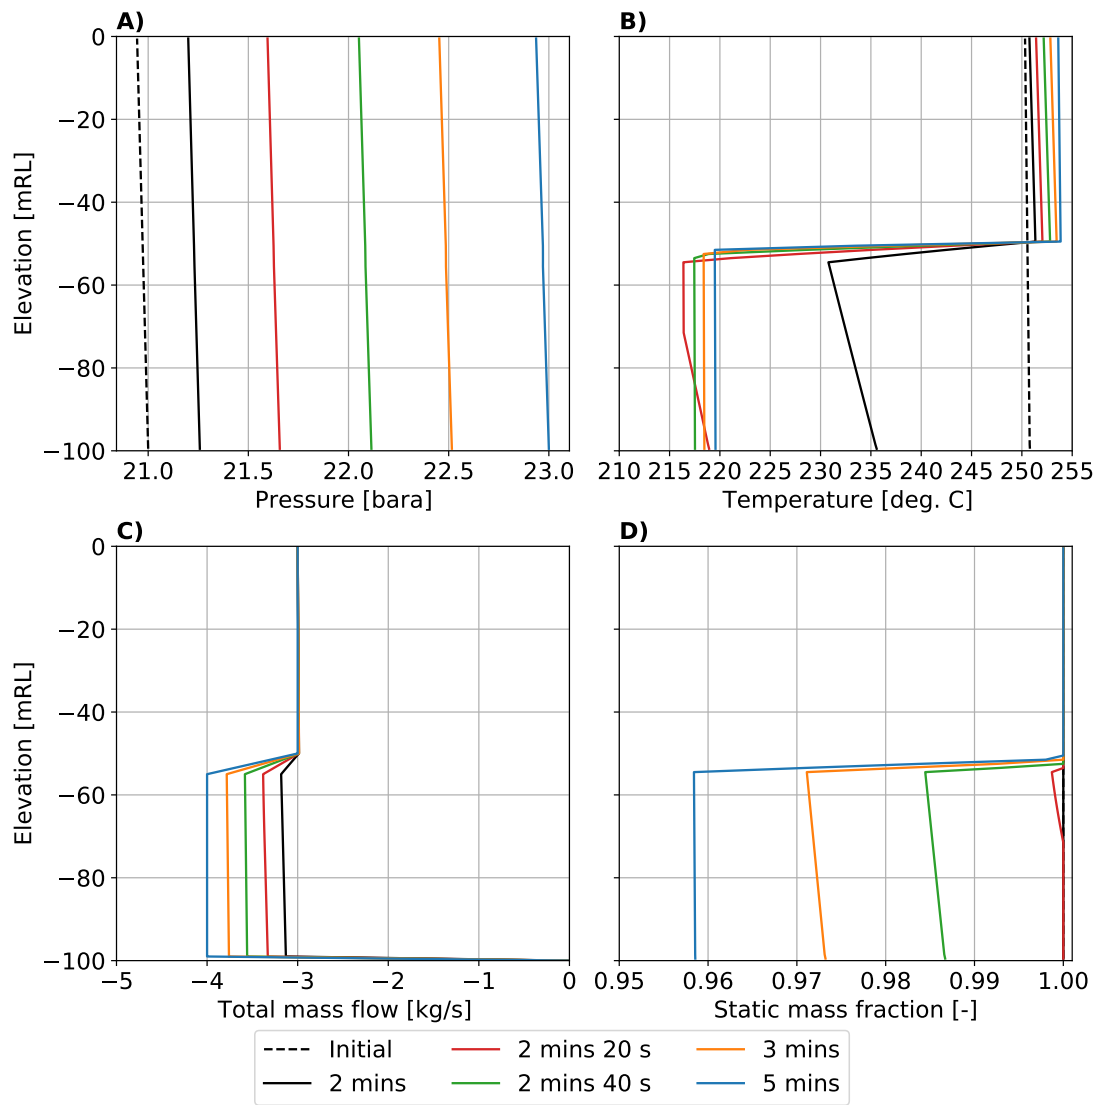 A)
B)
0
−20
−40
−60
−80
−100
Elevation [mRL]
21.0 21.5 22.0 22.5 23.0
210 215 220 225 230 235 240 245 250 255
Pressure [bara]
Temperature [deg. C]
C)
D)
0
−20
−40
−60
−80
−100
Elevation [mRL]
−5 −4 −3 −2 −1 0
0.95 0.96 0.97 0.98 0.99 1.00
Total mass flow [kg/s]
Static mass fraction [-]
Initial
2 mins 20 s
3 mins
2 mins
2 mins 40 s
5 mins